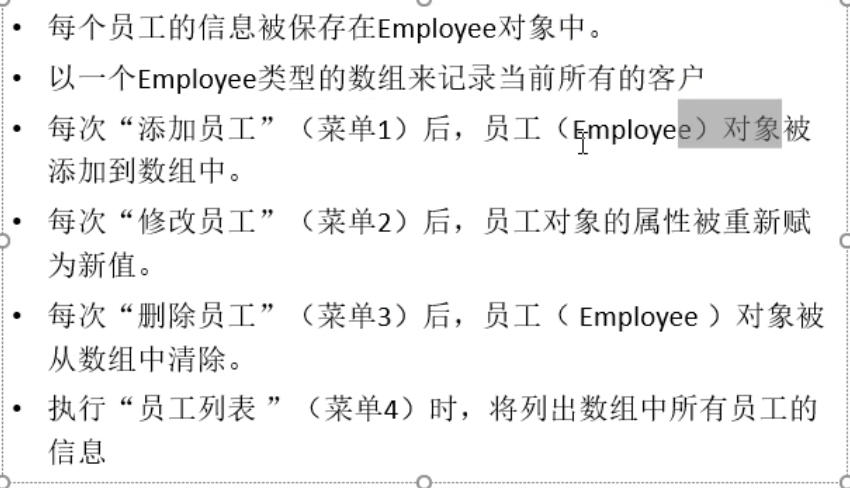 • 每个员工的信息被保存在Employee对象中。
• 以一个Employee类型的数组来记录当前所有的客户
• 每次“添加员工”（菜单1）后，员工（Employee）对象被
添加到数组中。
• 每次“修改员工”（菜单2）后，员工对象的属性被重新赋
为新值。
• 每次“删除员工”（菜单3）后，员工（ Employee ）对象被
从数组中清除。
• 执行“员工列表 ”（菜单4）时，将列出数组中所有员工的
信息